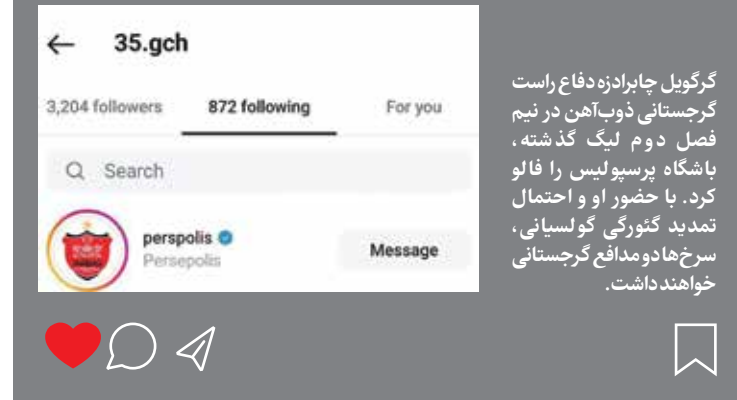 35.gch
3,204 followers
872 following
For you
Search
perspolis
Persepolis
Message
گرگویل چابرادزه دفاع راست
گرجستانی ذوب‌آهن در نیم
فصل دوم لیگ گذشته،
باشگاه پرسپولیس را فالو
کرد. با حضور او و احتمال
تمدید گئورگی گولسیانی،
سرخ‌ها دو مدافع گرجستانی
خواهند داشت.